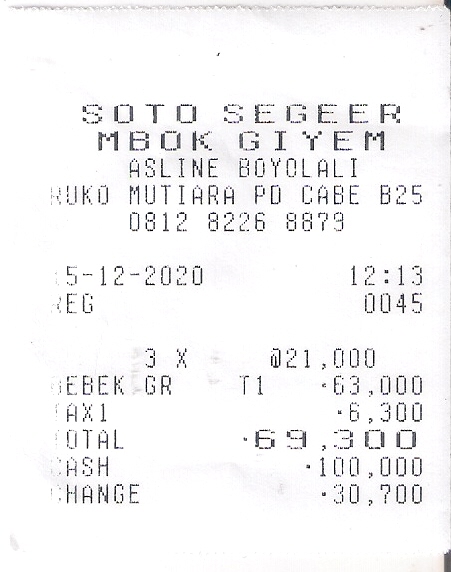 SOTO SEGEER
MBOK GIYEM
ASLINE BOYOLALI
RUKO MUTIARA PD CABE B25
0812 8226 8879
5-12-2020 12:13
REG 0045
3 X @21,000
BEBEK GR T1 ·63,000
TAX1 ·6,300
TOTAL ·69,300
CASH ·100,000
CHANGE ·30,700